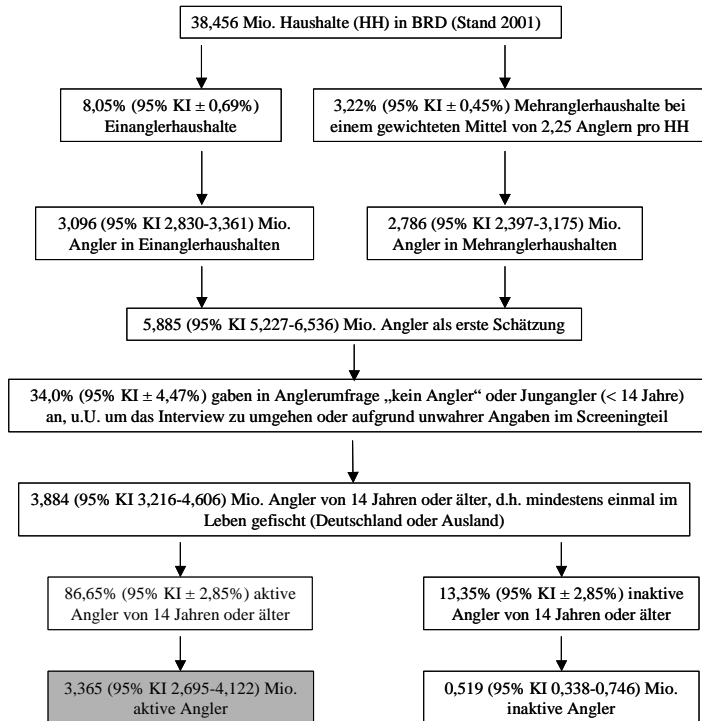 38,456 Mio. Haushalte (HH) in BRD (Stand 2001)
8,05% (95% KI ± 0,69%)
Einanglerhaushalte
3,22% (95% KI ± 0,45%) Mehranglerhaushalte bei
einem gewichteten Mittel von 2,25 Anglern pro HH
3,096 (95% KI 2,830-3,361) Mio.
Angler in Einanglerhaushalten
2,786 (95% KI 2,397-3,175) Mio.
Angler in Mehranglerhaushalten
5,885 (95% KI 5,227-6,536) Mio. Angler als erste Schätzung
34,0% (95% KI ± 4,47%) gaben in Anglerumfrage „kein Angler“ oder Jungangler (< 14 Jahre)
an, u.U. um das Interview zu umgehen oder aufgrund unwahrer Angaben im Screeningteil
3,884 (95% KI 3,216-4,606) Mio. Angler von 14 Jahren oder älter, d.h. mindestens einmal im
Leben gefischt (Deutschland oder Ausland)
86,65% (95% KI ± 2,85%) aktive
Angler von 14 Jahren oder älter
13,35% (95% KI ± 2,85%) inaktive
Angler von 14 Jahren oder älter
3,365 (95% KI 2,695-4,122) Mio.
aktive Angler
0,519 (95% KI 0,338-0,746) Mio.
inaktive Angler